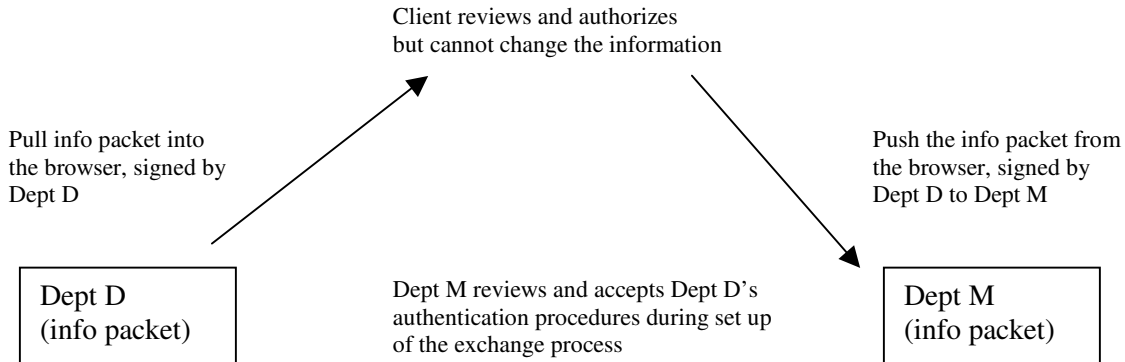 Client reviews and authorizes
but cannot change the information
Pull info packet into
the browser, signed by
Dept D
Push the info packet from
the browser, signed by
Dept D to Dept M
Dept D
(info packet)
Dept M reviews and accepts Dept D's
authentication procedures during set up
of the exchange process
Dept M
(info packet)